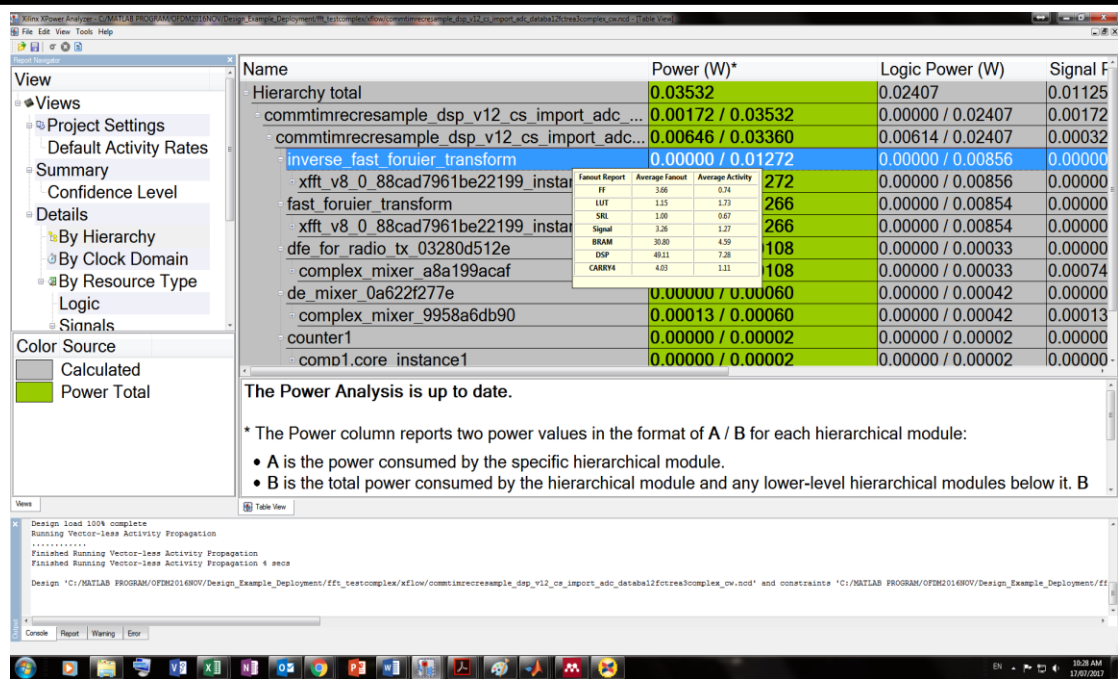 Xilinx XPower Analyzer - C:/MATLAB PROGRAM/OFDM2016NOV/Design_Example_Deployment/fft_testcomplex/xflow/commtimrecresample_dsp_v12_cs_import_adc_databa12fctrea3complex_cw.ncd - [Table View]
File Edit View Tools Help
Report Navigator
View
Views
Project Settings
Default Activity Rates
Summary
Confidence Level
Details
By Hierarchy
By Clock Domain
By Resource Type
Logic
Signals
Color Source
Calculated
Power Total
Views
Name Power (W)* Logic Power (W) Signal
Hierarchy total 0.03532 0.02407 0.01125
commtimrecresample_dsp_v12_cs_import_adc_... 0.00172 / 0.03532 0.00000 / 0.02407 0.00172
commtimrecresample_dsp_v12_cs_import_adc... 0.00646 / 0.03360 0.00614 / 0.02407 0.00032
inverse_fast_foruier_transform 0.00000 / 0.01272 0.00000 / 0.00856 0.00000
xfft_v8_0_88cad7961be22199_instar 272 0.00000 / 0.00856 0.00000
fast_foruier_transform 266 0.00000 / 0.00854 0.00000
xfft_v8_0_88cad7961be22199_instar 266 0.00000 / 0.00854 0.00000
dfe_for_radio_tx_03280d512e 108 0.00000 / 0.00033 0.00000
complex_mixer_a8a199acaf 108 0.00000 / 0.00033 0.00074
de_mixer_0a622f277e 0.00000 / 0.00060 0.00000 / 0.00042 0.00000
complex_mixer_9958a6db90 0.00013 / 0.00060 0.00000 / 0.00042 0.00013
counter1 0.00000 / 0.00002 0.00000 / 0.00002 0.00000
comp1.core_instance1 0.00000 / 0.00002 0.00000 / 0.00002 0.00000
Fanout Report Average Fanout Average Activity
FF 3.66 0.74
LUT 1.15 1.73
SRL 1.00 0.67
Signal 3.26 1.27
BRAM 30.80 4.59
DSP 49.11 7.28
CARRY4 4.03 1.11
The Power Analysis is up to date.
* The Power column reports two power values in the format of A / B for each hierarchical module:
• A is the power consumed by the specific hierarchical module.
• B is the total power consumed by the hierarchical module and any lower-level hierarchical modules below it. B
Table View
Design load 100% complete
Running Vector-less Activity Propagation
............
Finished Running Vector-less Activity Propagation
Finished Running Vector-less Activity Propagation 4 secs
Design 'C:/MATLAB PROGRAM/OFDM2016NOV/Design_Example_Deployment/fft_testcomplex/xflow/commtimrecresample_dsp_v12_cs_import_adc_databa12fctrea3complex_cw.ncd' and constraints 'C:/MATLAB PROGRAM/OFDM2016NOV/Design_Example_Deployment/ff
Output
Console Report Warning Error
EN 10:28 AM
17/07/2017